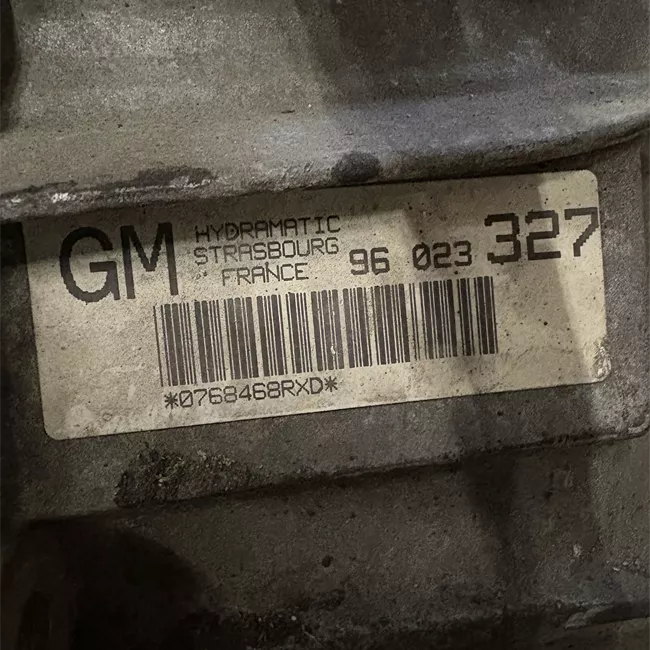 GM
HYDRAMATIC
STRASBOURG
FRANCE
96 023 327
*0768468RXD*